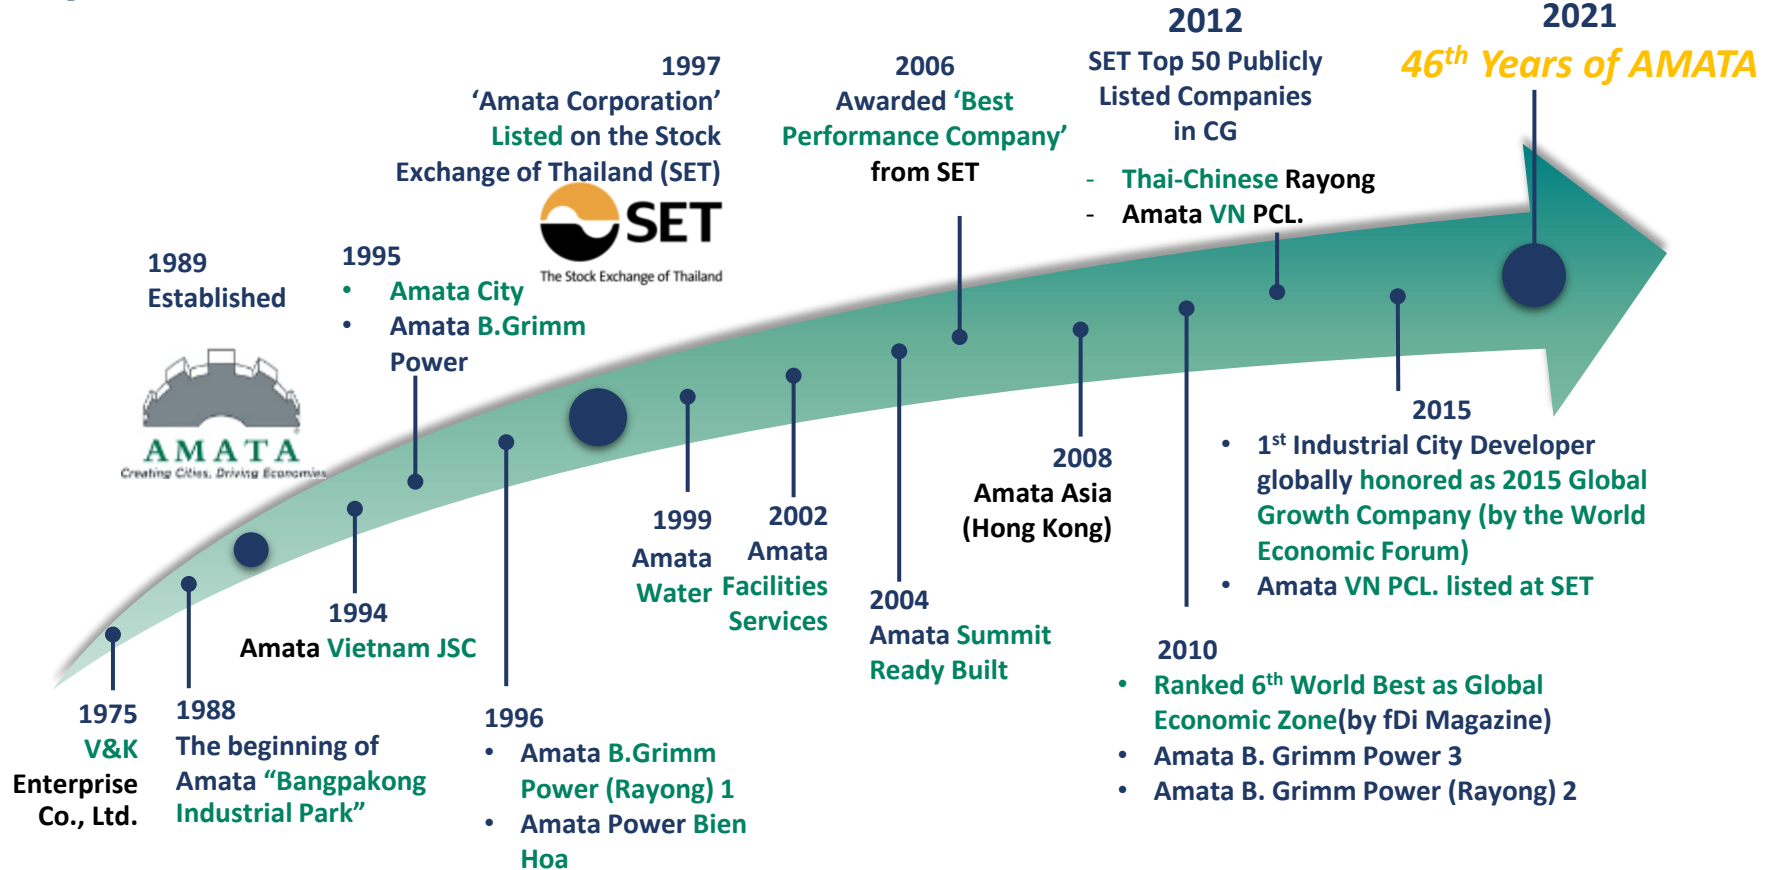 1975
V&K
Enterprise
Co., Ltd.
1988
The beginning of
Amata “Bangpakong
Industrial Park”
1989
Established
AMATA
Creating Cities, Driving Economies
1994
Amata Vietnam JSC
1995
• Amata City
• Amata B.Grimm
Power
1996
• Amata B.Grimm
Power (Rayong) 1
• Amata Power Bien
Hoa
1997
‘Amata Corporation’
Listed on the Stock
Exchange of Thailand (SET)
SET
The Stock Exchange of Thailand
1999
Amata
Water
2002
Amata
Facilities
Services
2004
Amata Summit
Ready Built
2006
Awarded ‘Best
Performance Company’
from SET
2008
Amata Asia
(Hong Kong)
2010
• Ranked 6th World Best as Global
Economic Zone(by fDi Magazine)
• Amata B. Grimm Power 3
• Amata B. Grimm Power (Rayong) 2
2012
SET Top 50 Publicly
Listed Companies
in CG
- Thai-Chinese Rayong
- Amata VN PCL.
2015
• 1st Industrial City Developer
globally honored as 2015 Global
Growth Company (by the World
Economic Forum)
• Amata VN PCL. listed at SET
2021
46th Years of AMATA